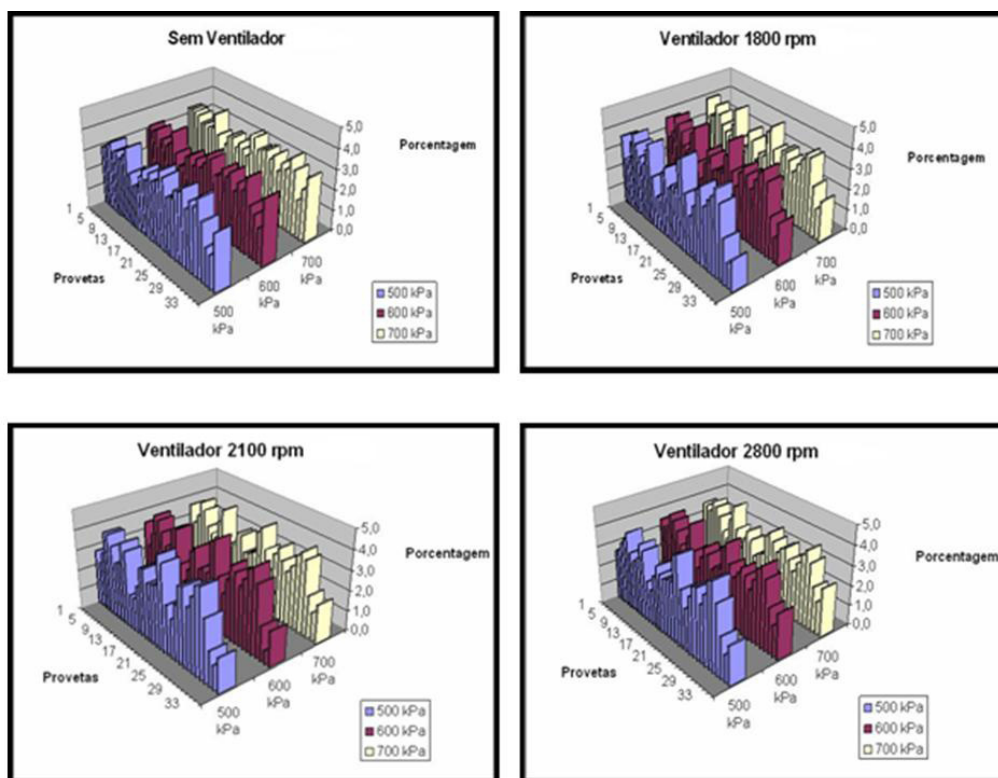 Sem Ventilador
5,0
4,0
3,0
2,0
1,0
0,0
Porcentagem
1
5
9
13
17
21
25
29
33
Provetas
500 kPa
600 kPa
700 kPa
500 kPa
600 kPa
700 kPa
Ventilador 1800 rpm
5,0
4,0
3,0
2,0
1,0
0,0
Porcentagem
1
5
9
13
17
21
25
29
33
Provetas
500 kPa
600 kPa
700 kPa
500 kPa
600 kPa
700 kPa
Ventilador 2100 rpm
5,0
4,0
3,0
2,0
1,0
0,0
Porcentagem
1
5
9
13
17
21
25
29
33
Provetas
500 kPa
600 kPa
700 kPa
500 kPa
600 kPa
700 kPa
Ventilador 2800 rpm
5,0
4,0
3,0
2,0
1,0
0,0
Porcentagem
1
5
9
13
17
21
25
29
33
Provetas
500 kPa
600 kPa
700 kPa
500 kPa
600 kPa
700 kPa